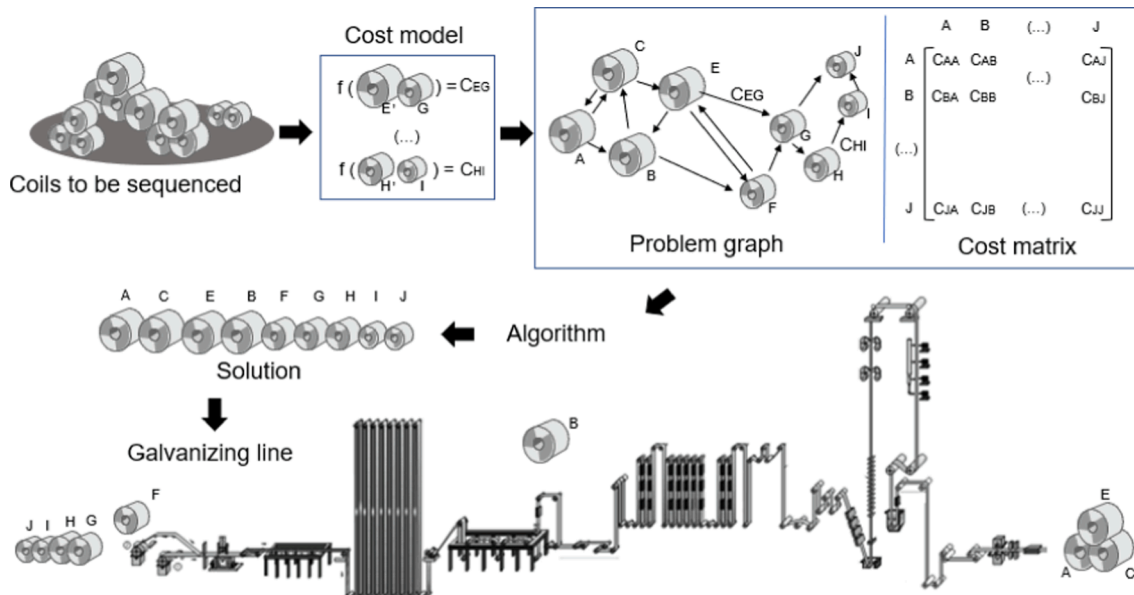 Coils to be sequenced
Cost model
f( E' G ) = CEG
(...)
f( H' I ) = CHI
C
E
J
A
B
CEG
G
I
CHI
H
F
Problem graph
A B (...) J
A CAA CAB (...) CAJ
B CBA CBB CBJ
(...)
J CJA CJB (...) CJJ
Cost matrix
A C E B F G H I J
Solution
Algorithm
Galvanizing line
J I H G
F
B
E
A C